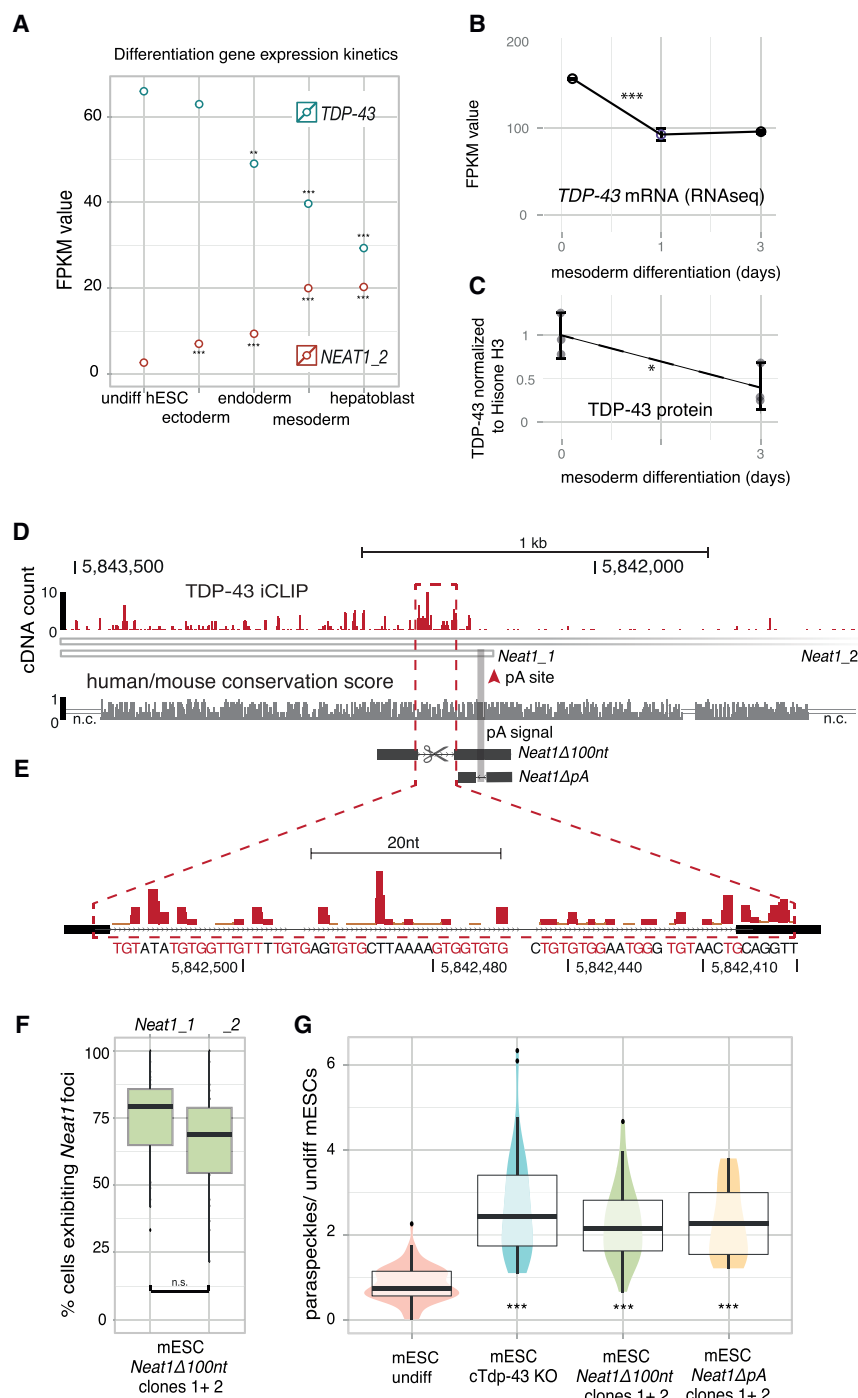 A
Differentiation gene expression kinetics
FPKM value
60
40
20
0
TDP-43
**
***
***
***
***
***
***
NEAT1_2
undiff hESC
ectoderm
endoderm
mesoderm
hepatoblast
B
FPKM value
200
100
0
***
TDP-43 mRNA (RNAseq)
0
1
3
mesoderm differentiation (days)
C
TDP-43 normalized
to Hisone H3
1
0.5
0
*
TDP-43 protein
0
3
mesoderm differentiation (days)
D
1 kb
5,843,500
5,842,000
cDNA count
10
0
TDP-43 iCLIP
Neat1_1
Neat1_2
pA site
human/mouse conservation score
1
0
n.c.
n.c.
pA signal
Neat1Δ100nt
Neat1ΔpA
E
20nt
TGTATATGTGGTTGTTTTGTGAGTGTGCTTAAAAGTGGTGTG CTGTGTGGAATGGG TGTAACTGCAGGTT
5,842,500
5,842,480
5,842,440
5,842,410
F
Neat1_1 _2
% cells exhibiting Neat1 foci
100
75
50
25
0
n.s.
mESC
Neat1Δ100nt
clones 1+ 2
G
paraspeckles/ undiff mESCs
6
4
2
0
***
***
***
mESC
undiff
mESC
cTdp-43 KO
mESC
Neat1Δ100nt
clones 1+ 2
mESC
Neat1ΔpA
clones 1+ 2